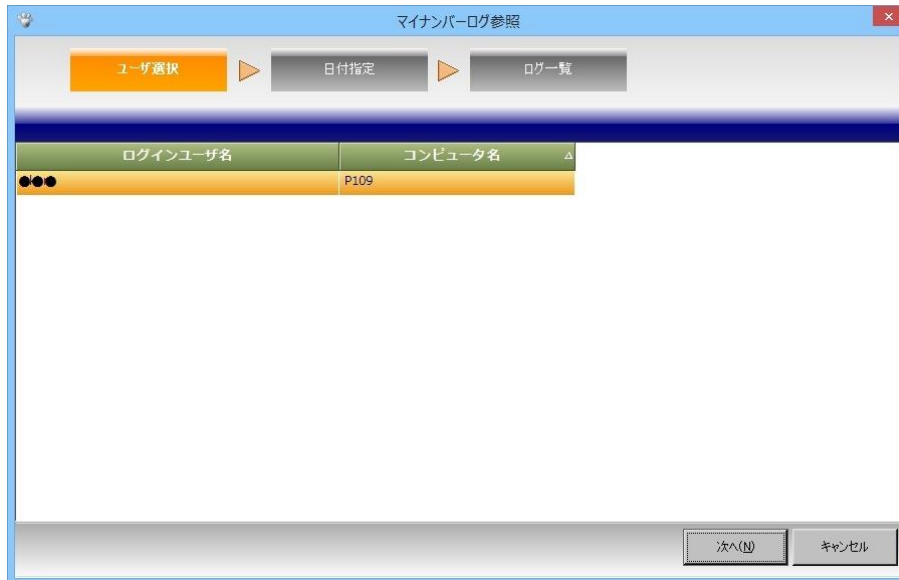 マイナンバーログ参照
ユーザ選択
日付指定
ログ一覧
ログインユーザ名 コンピュータ名
●●● P109
次へ(N) キャンセル